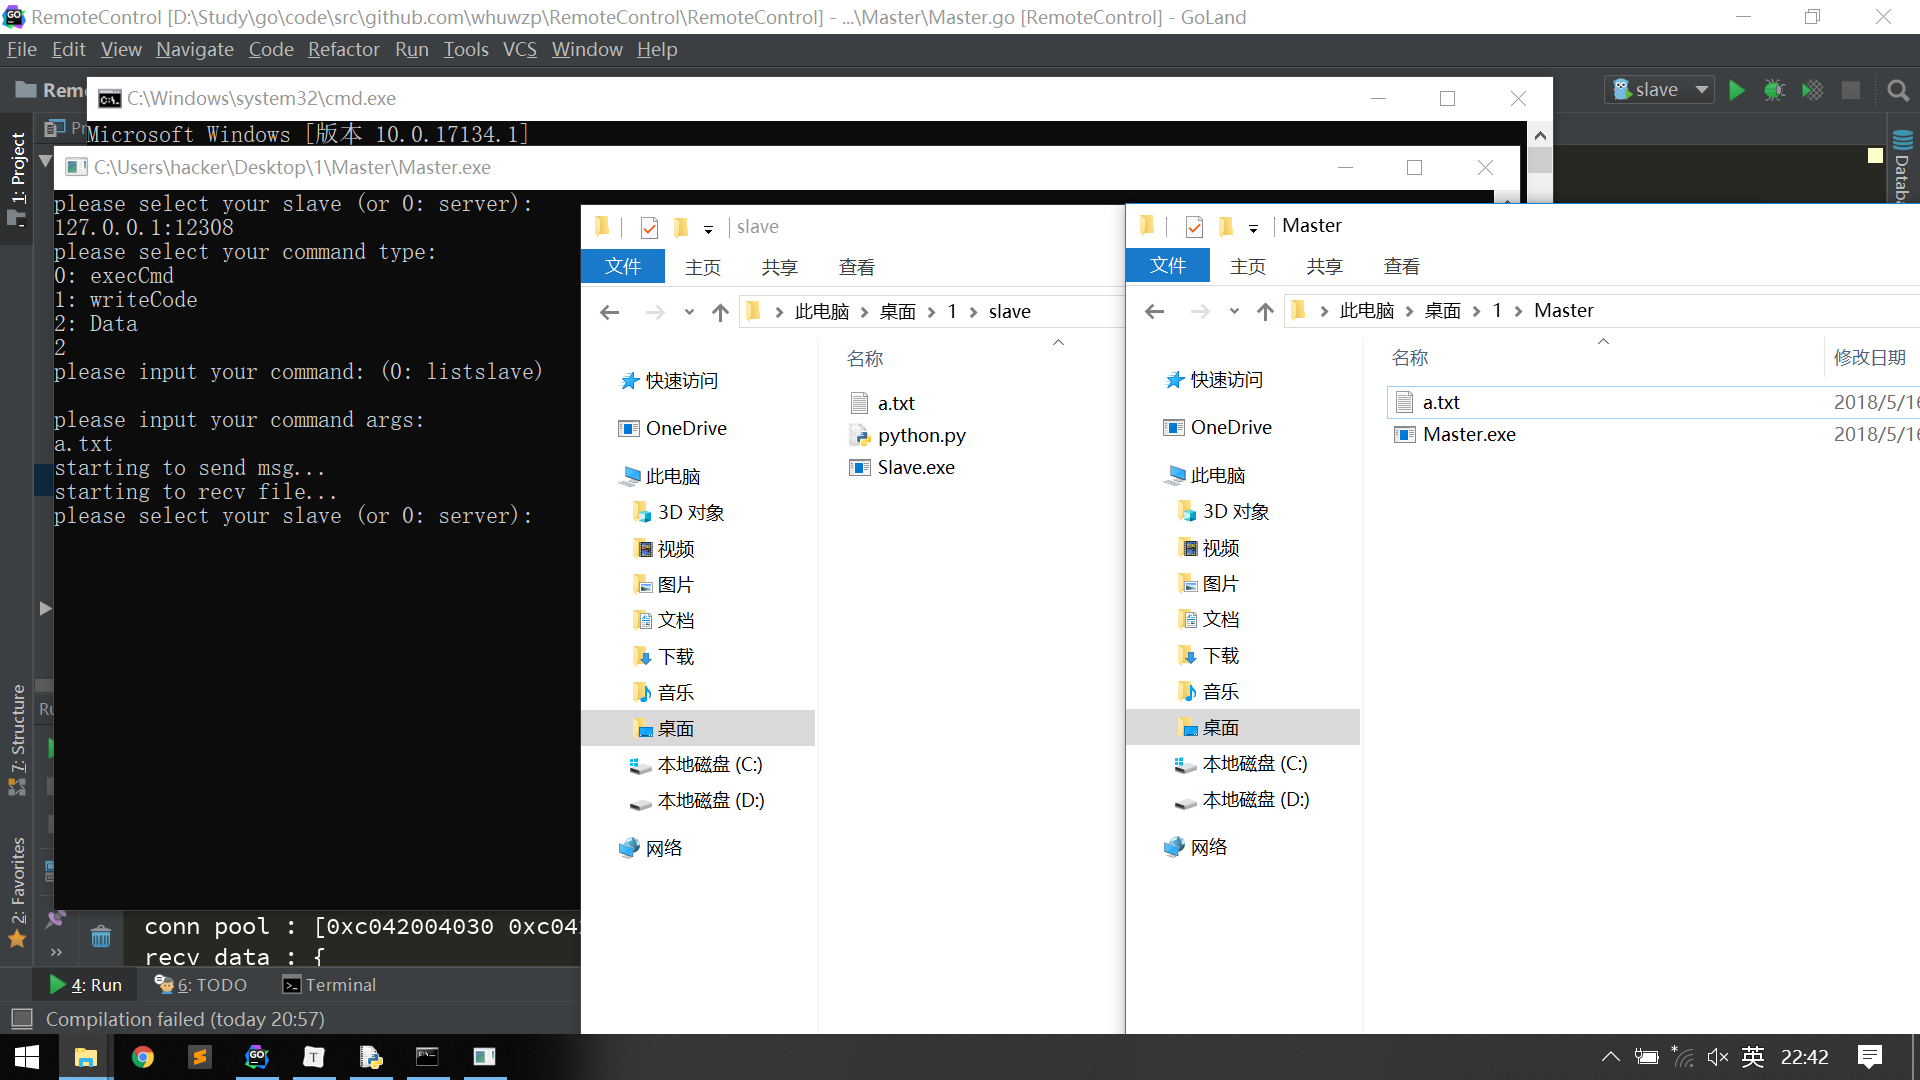 RemoteControl [D:\Study\go\code\src\github.com\whuwzp\RemoteControl\RemoteControl] - ...\Master\Master.go [RemoteControl] - GoLand
File Edit View Navigate Code Refactor Run Tools VCS Window Help
slave
C:\Windows\system32\cmd.exe
Microsoft Windows [版本 10.0.17134.1]
1: Project
C:\Users\hacker\Desktop\1\Master\Master.exe
please select your slave (or 0: server):
127.0.0.1:12308
please select your command type:
0: execCmd
1: writeCode
2: Data
2
please input your command: (0: listslave)
please input your command args:
a.txt
starting to send msg...
starting to recv file...
please select your slave (or 0: server):
slave
文件 主页 共享 查看
此电脑 桌面 1 slave
名称
快速访问
OneDrive
此电脑
3D 对象
视频
图片
文档
下载
音乐
桌面
本地磁盘 (C:)
本地磁盘 (D:)
网络
a.txt
python.py
Slave.exe
Master
文件 主页 共享 查看
此电脑 桌面 1 Master
名称 修改日期
快速访问
OneDrive
此电脑
3D 对象
视频
图片
文档
下载
音乐
桌面
本地磁盘 (C:)
本地磁盘 (D:)
网络
a.txt 2018/5/16
Master.exe 2018/5/16
7: Structure
2: Favorites
conn pool : [0xc042004030
recv data : {
4: Run 6: TODO Terminal
Compilation failed (today 20:57)
英 22:42